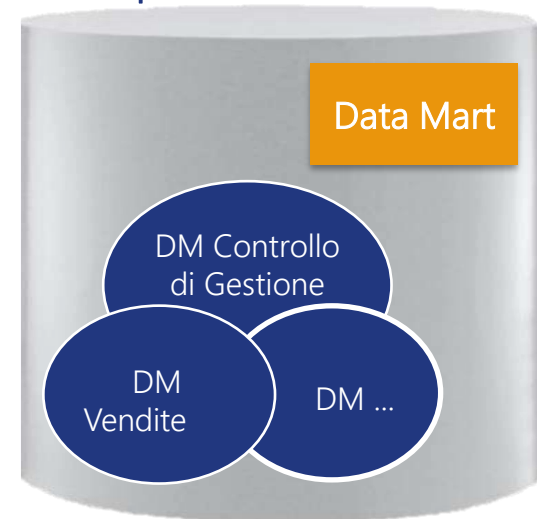 Data Mart
DM Controllo
di Gestione
DM
Vendite
DM ...